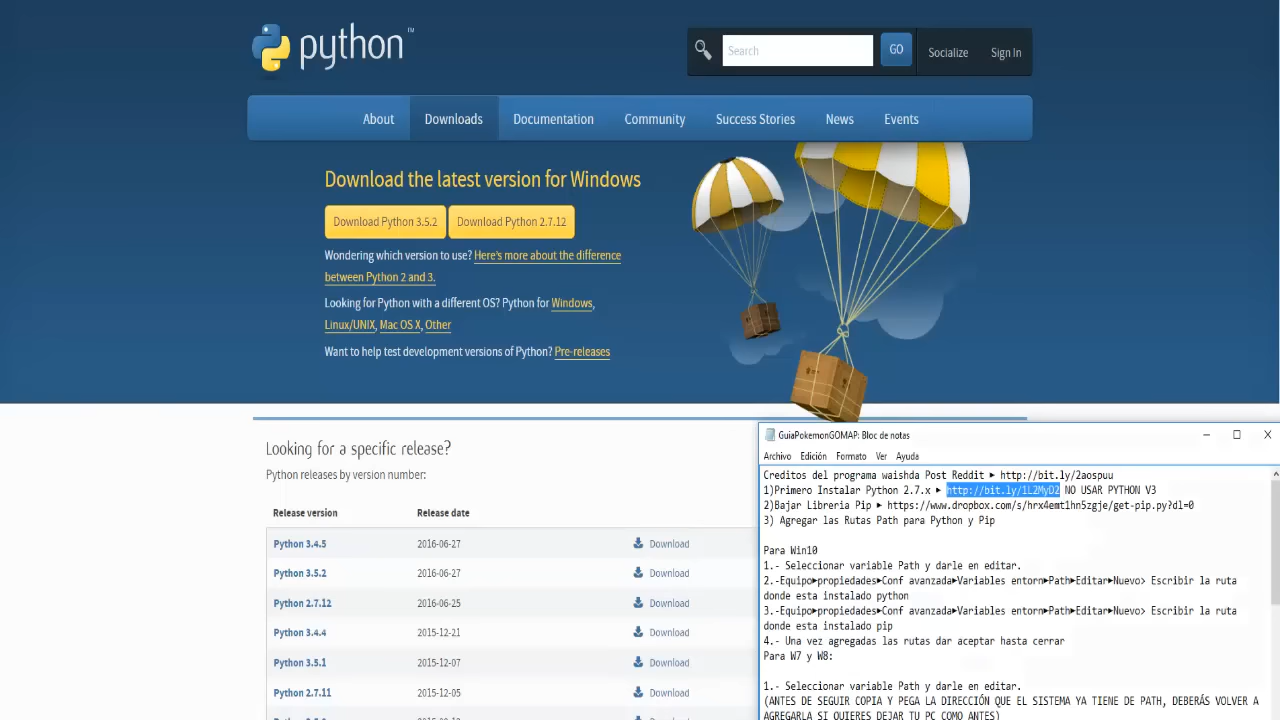 python™
Search
GO
Socialize
Sign In
About
Downloads
Documentation
Community
Success Stories
News
Events
Download the latest version for Windows
Download Python 3.5.2
Download Python 2.7.12
Wondering which version to use? Here's more about the difference
between Python 2 and 3.
Looking for Python with a different OS? Python for Windows,
Linux/UNIX, Mac OS X, Other
Want to help test development versions of Python? Pre-releases
Looking for a specific release?
Python releases by version number:
Release version Release date
Python 3.4.5 2016-06-27 Download
Python 3.5.2 2016-06-27 Download
Python 2.7.12 2016-06-25 Download
Python 3.4.4 2015-12-21 Download
Python 3.5.1 2015-12-07 Download
Python 2.7.11 2015-12-05 Download
GuiaPokemonGOMAP: Bloc de notas
Archivo Edición Formato Ver Ayuda
Creditos del programa waishda Post Reddit ► http://bit.ly/2aospuu
1)Primero Instalar Python 2.7.x ► http://bit.ly/1L2MyD2 NO USAR PYTHON V3
2)Bajar Libreria Pip ► https://www.dropbox.com/s/hrx4emt1hn5zgje/get-pip.py?dl=0
3) Agregar las Rutas Path para Python y Pip
Para Win10
1.- Seleccionar variable Path y darle en editar.
2.-Equipo►propiedades►Conf avanzada►Variables entorn►Path►Editar►Nuevo> Escribir la ruta
donde esta instalado python
3.-Equipo►propiedades►Conf avanzada►Variables entorn►Path►Editar►Nuevo> Escribir la ruta
donde esta instalado pip
4.- Una vez agregadas las rutas dar aceptar hasta cerrar
Para W7 y W8:
1.- Seleccionar variable Path y darle en editar.
(ANTES DE SEGUIR COPIA Y PEGA LA DIRECCIÓN QUE EL SISTEMA YA TIENE DE PATH, DEBERÁS VOLVER A
AGREGARLA SI QUIERES DEJAR TU PC COMO ANTES)